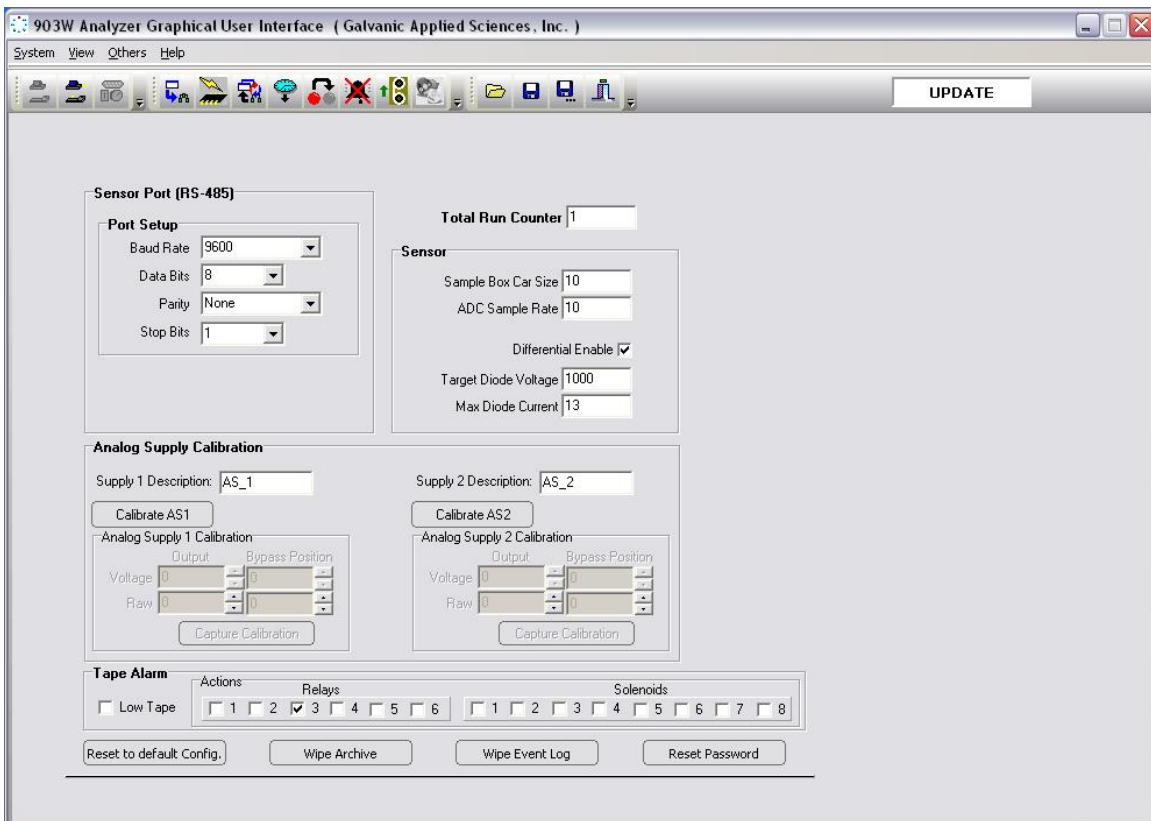 903W Analyzer Graphical User Interface ( Galvanic Applied Sciences, Inc. )
System View Others Help
UPDATE
Sensor Port (RS-485)
Port Setup
Baud Rate 9600
Data Bits 8
Parity None
Stop Bits 1
Total Run Counter 1
Sensor
Sample Box Car Size 10
ADC Sample Rate 10
Differential Enable
Target Diode Voltage 1000
Max Diode Current 13
Analog Supply Calibration
Supply 1 Description: AS_1
Supply 2 Description: AS_2
Calibrate AS1
Calibrate AS2
Analog Supply 1 Calibration
Output Bypass Position
Voltage 0 0
Raw 0 0
Capture Calibration
Analog Supply 2 Calibration
Output Bypass Position
Voltage 0 0
Raw 0 0
Capture Calibration
Tape Alarm
Low Tape
Actions
Relays
1 2 3 4 5 6
Solenoids
1 2 3 4 5 6 7 8
Reset to default Config.
Wipe Archive
Wipe Event Log
Reset Password